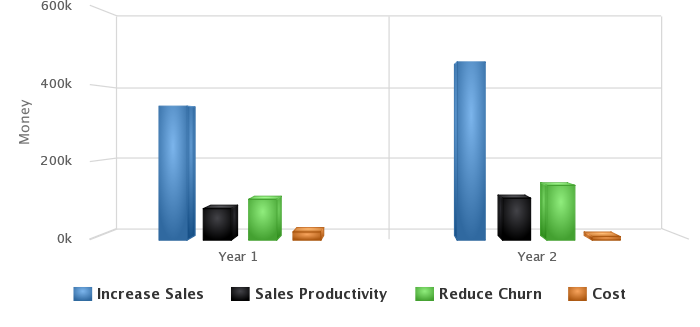 600k
400k
200k
0k
Money
Year 1
Year 2
Increase Sales
Sales Productivity
Reduce Churn
Cost